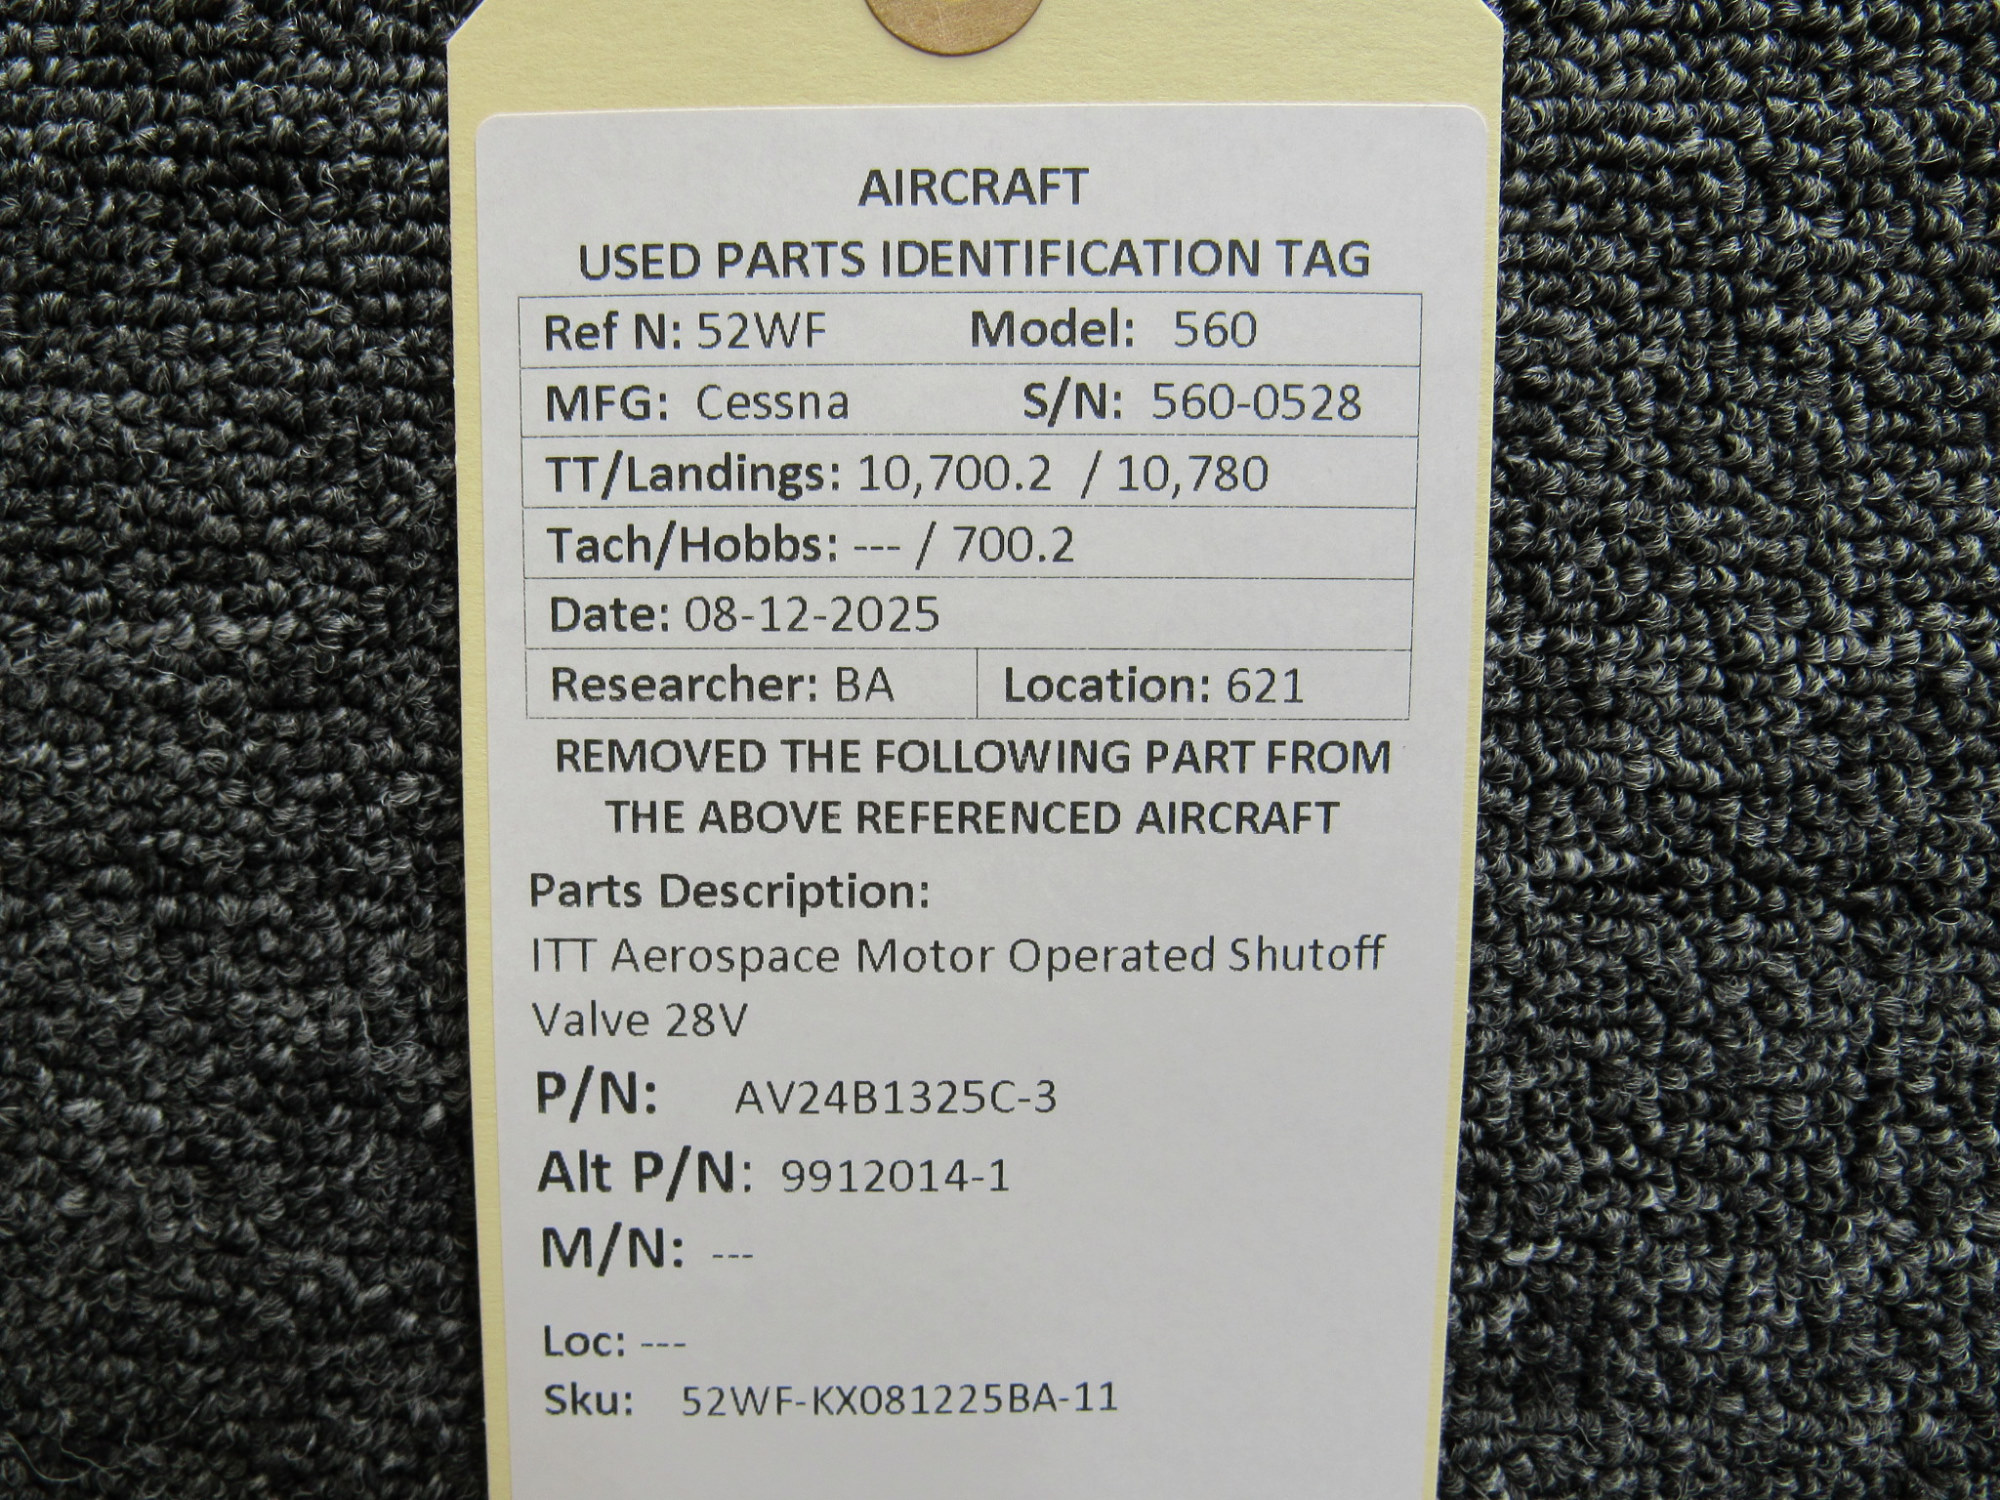 AIRCRAFT
USED PARTS IDENTIFICATION TAG
Ref N: 52WF Model: 560
MFG: Cessna S/N: 560-0528
TT/Landings: 10,700.2 / 10,780
Tach/Hobbs: --- / 700.2
Date: 08-12-2025
Researcher: BA Location: 621
REMOVED THE FOLLOWING PART FROM
THE ABOVE REFERENCED AIRCRAFT
Parts Description:
ITT Aerospace Motor Operated Shutoff
Valve 28V
P/N: AV24B1325C-3
Alt P/N: 9912014-1
M/N: ---
Loc: ---
Sku: 52WF-KX081225BA-11